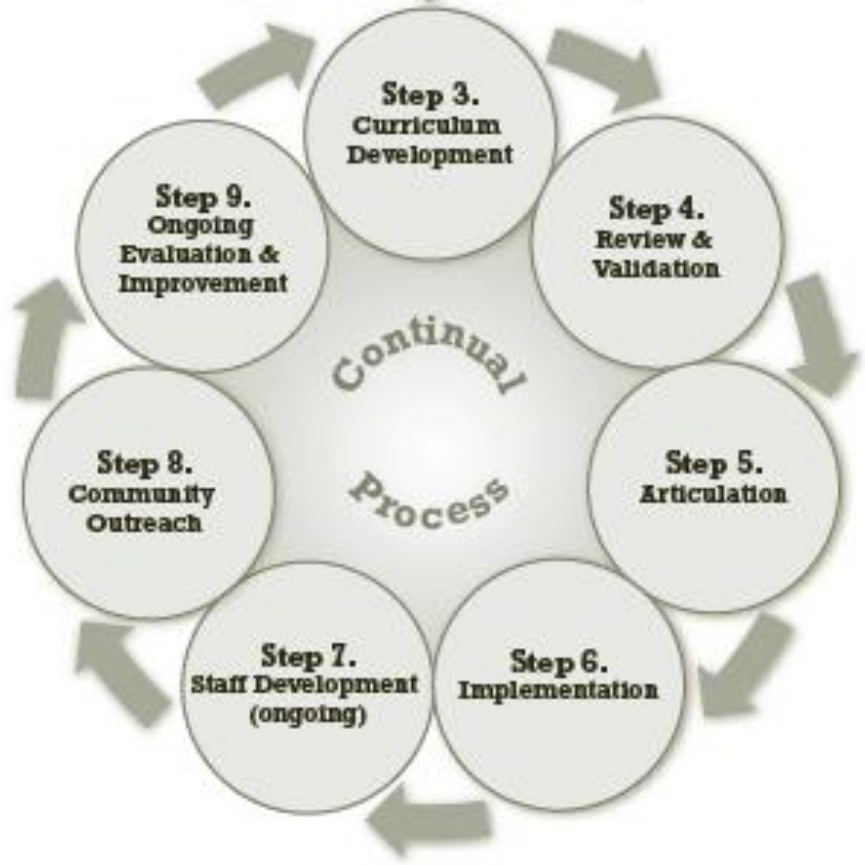 Step 3.
Curriculum
Development
Step 4.
Review &
Validation
Step 5.
Articulation
Step 6.
Implementation
Step 7.
Staff Development
(ongoing)
Step 8.
Community
Outreach
Step 9.
Ongoing
Evaluation &
Improvement
Continual
Process